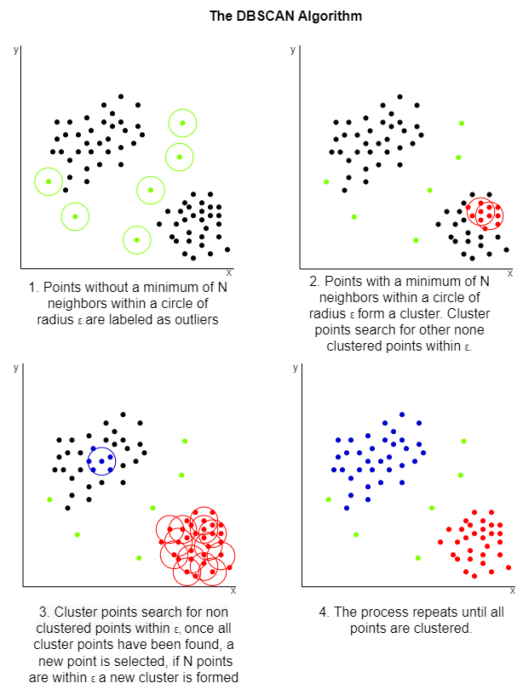 The DBSCAN Algorithm
y
x
1. Points without a minimum of N
neighbors within a circle of
radius ε are labeled as outliers
y
x
2. Points with a minimum of N
neighbors within a circle of
radius ε form a cluster. Cluster
points search for other none
clustered points within ε.
y
x
3. Cluster points search for non
clustered points within ε, once all
cluster points have been found, a
new point is selected, if N points
are within ε a new cluster is formed
y
x
4. The process repeats until all
points are clustered.